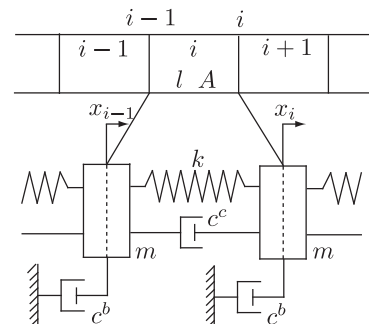 i − 1 i
i − 1 i i + 1
l A
x_{i−1} x_i
k
c^c
m m
c^b c^b